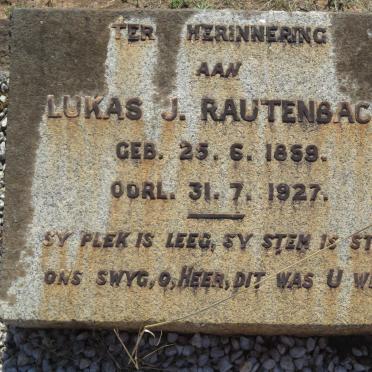 TER HERINNERING
AAN
LUKAS J. RAUTENBAC
GEB. 25. 6. 1859.
OORL. 31. 7. 1927.
SY PLEK IS LEEG, SY STEM IS ST
ONS SWYG, O, HEER, DIT WAS U W